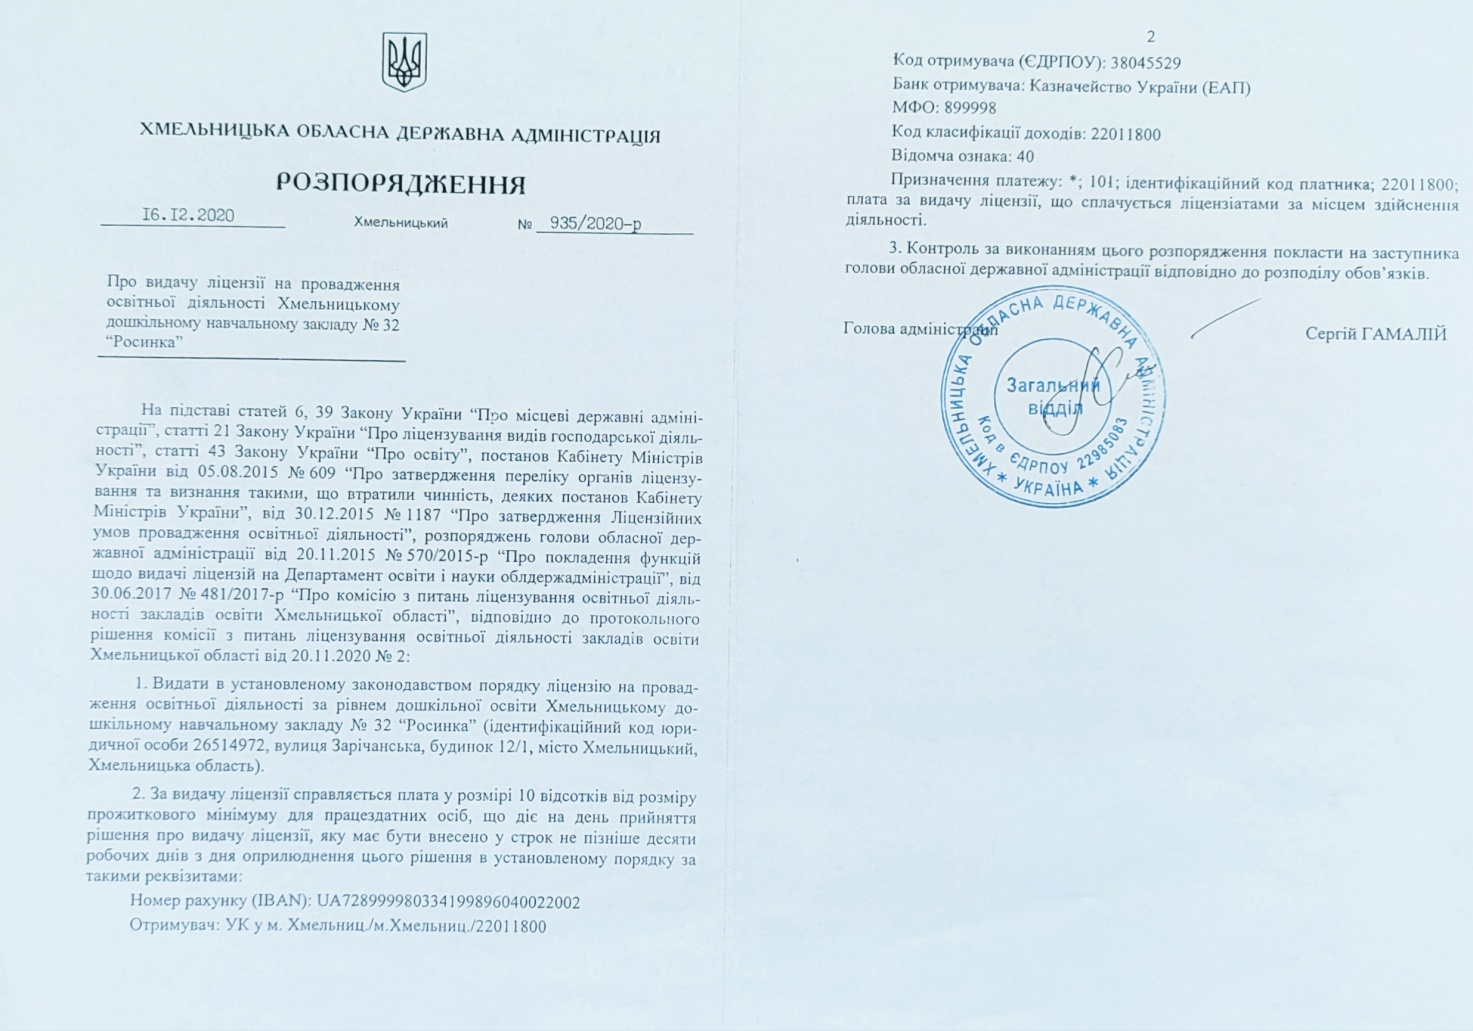 ХМЕЛЬНИЦЬКА ОБЛАСНА ДЕРЖАВНА АДМІНІСТРАЦІЯ
РОЗПОРЯДЖЕННЯ
16.12.2020 Хмельницький № 935/2020-р
Про видачу ліцензії на провадження
освітньої діяльності Хмельницькому
дошкільному навчальному закладу № 32
“Росинка”
На підставі статей 6, 39 Закону України “Про місцеві державні адміні-
страції”, статті 21 Закону України “Про ліцензування видів господарської діяль-
ності”, статті 43 Закону України “Про освіту”, постанов Кабінету Міністрів
України від 05.08.2015 № 609 “Про затвердження переліку органів ліцензу-
вання та визнання такими, що втратили чинність, деяких постанов Кабінету
Міністрів України”, від 30.12.2015 № 1187 “Про затвердження Ліцензійних
умов провадження освітньої діяльності”, розпоряджень голови обласної дер-
жавної адміністрації від 20.11.2015 № 570/2015-р “Про покладення функцій
щодо видачі ліцензій на Департамент освіти і науки облдержадміністрації”, від
30.06.2017 № 481/2017-р “Про комісію з питань ліцензування освітньої діяль-
ності закладів освіти Хмельницької області”, відповідно до протокольного
рішення комісії з питань ліцензування освітньої діяльності закладів освіти
Хмельницької області від 20.11.2020 № 2:
1. Видати в установленому законодавством порядку ліцензію на провад-
ження освітньої діяльності за рівнем дошкільної освіти Хмельницькому до-
шкільному навчальному закладу № 32 “Росинка” (ідентифікаційний код юри-
дичної особи 26514972, вулиця Зарічанська, будинок 12/1, місто Хмельницький,
Хмельницька область).
2. За видачу ліцензії справляється плата у розмірі 10 відсотків від розміру
прожиткового мінімуму для працездатних осіб, що діє на день прийняття
рішення про видачу ліцензії, яку має бути внесено у строк не пізніше десяти
робочих днів з дня оприлюднення цього рішення в установленому порядку за
такими реквізитами:
Номер рахунку (IBAN): UA728999980334199896040022002
Отримувач: УК у м. Хмельниц./м.Хмельниц./22011800
2
Код отримувача (ЄДРПОУ): 38045529
Банк отримувача: Казначейство України (ЕАП)
МФО: 899998
Код класифікації доходів: 22011800
Відомча ознака: 40
Призначення платежу: *; 101; ідентифікаційний код платника; 22011800;
плата за видачу ліцензії, що сплачується ліцензіатами за місцем здійснення
діяльності.
3. Контроль за виконанням цього розпорядження покласти на заступника
голови обласної державної адміністрації відповідно до розподілу обов’язків.
Голова адміністрації Сергій ГАМАЛІЙ
ХМЕЛЬНИЦЬКА ОБЛАСНА ДЕРЖАВНА АДМІНІСТРАЦІЯ
* УКРАЇНА *
Загальний
відділ
Код в ЄДРПОУ 22985083